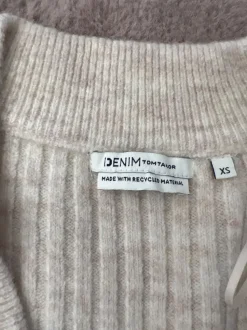 DENIM TOM TAILOR
XS
MADE WITH RECYCLED MATERIAL